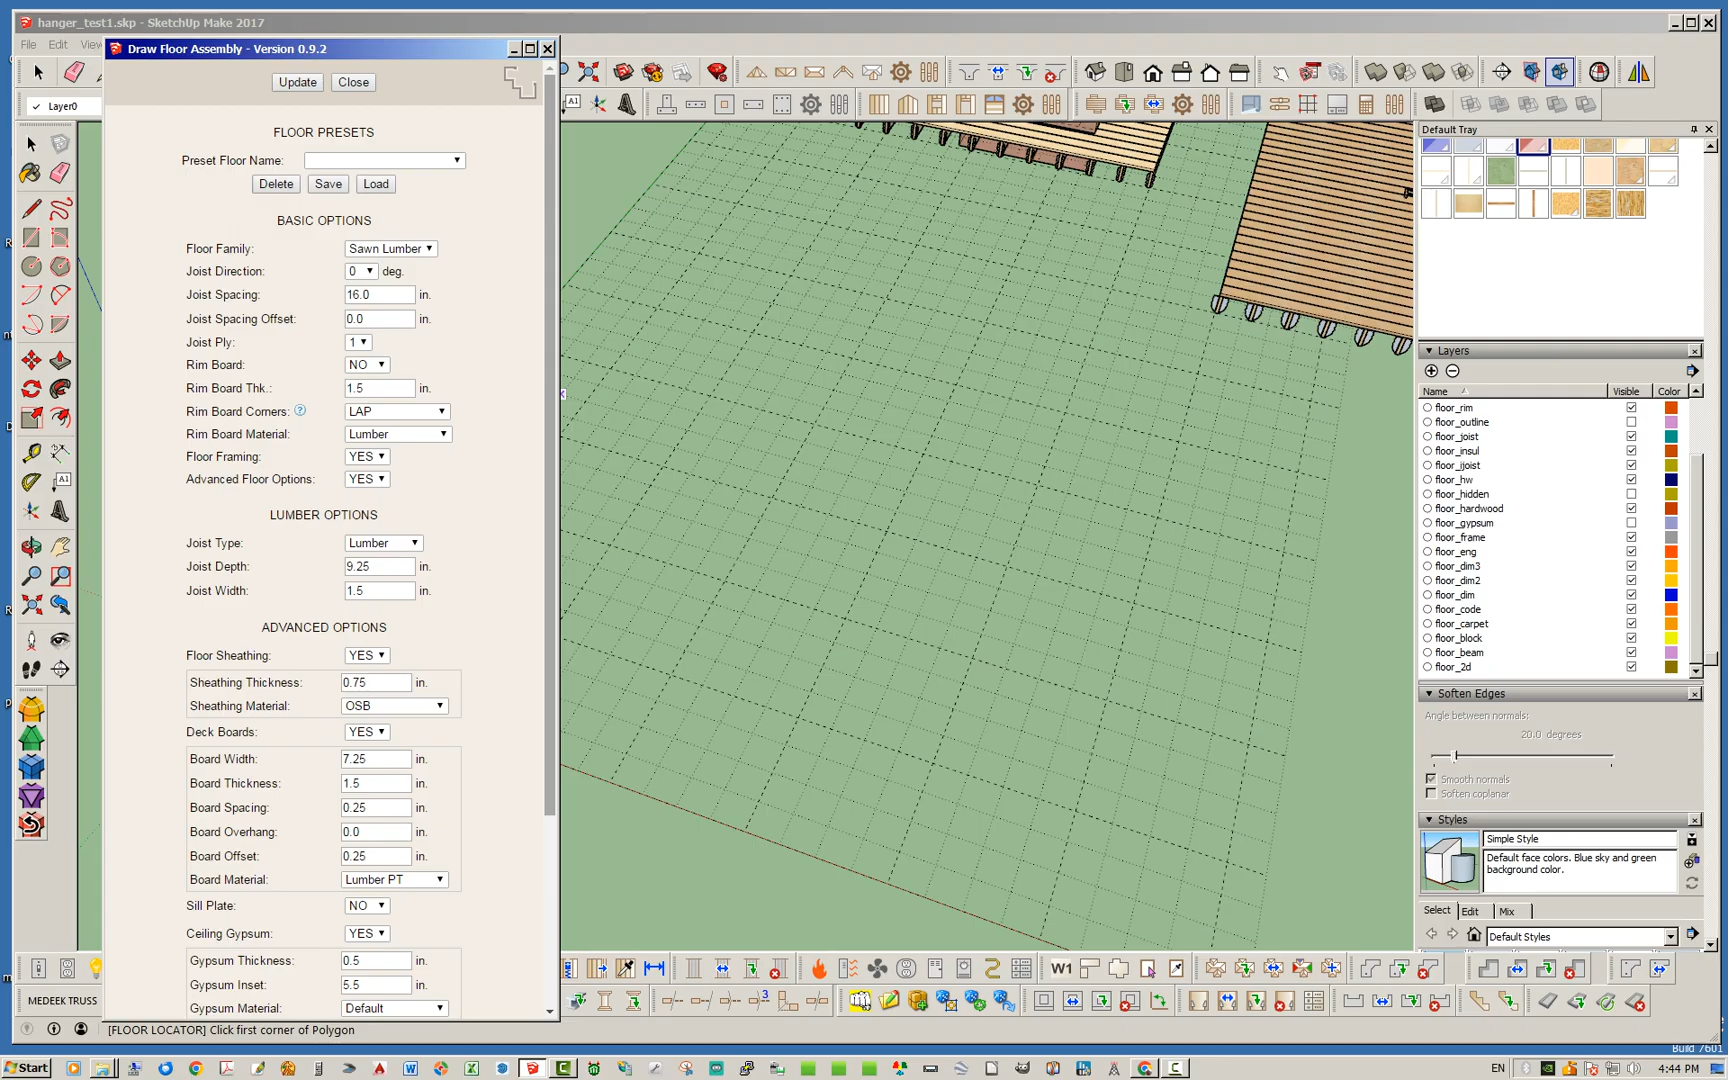 hanger_test1.skp - SketchUp Make 2017
File Edit View
Draw Floor Assembly - Version 0.9.2
Layer0
Update Close
FLOOR PRESETS
Preset Floor Name:
Delete Save Load
BASIC OPTIONS
Floor Family: Sawn Lumber
Joist Direction: 0 deg.
Joist Spacing: 16.0 in.
Joist Spacing Offset: 0.0 in.
Joist Ply: 1
Rim Board: NO
Rim Board Thk.: 1.5 in.
Rim Board Corners: ? LAP
Rim Board Material: Lumber
Floor Framing: YES
Advanced Floor Options: YES
LUMBER OPTIONS
Joist Type: Lumber
Joist Depth: 9.25 in.
Joist Width: 1.5 in.
ADVANCED OPTIONS
Floor Sheathing: YES
Sheathing Thickness: 0.75 in.
Sheathing Material: OSB
Deck Boards: YES
Board Width: 7.25 in.
Board Thickness: 1.5 in.
Board Spacing: 0.25 in.
Board Overhang: 0.0 in.
Board Offset: 0.25 in.
Board Material: Lumber PT
Sill Plate: NO
Ceiling Gypsum: YES
Gypsum Thickness: 0.5 in.
Gypsum Inset: 5.5 in.
Gypsum Material: Default
A1
A1
Default Tray
Layers
Name Visible Color
floor_rim
floor_outline
floor_joist
floor_insul
floor_ijoist
floor_hw
floor_hidden
floor_hardwood
floor_gypsum
floor_frame
floor_eng
floor_dim3
floor_dim2
floor_dim
floor_code
floor_carpet
floor_block
floor_beam
floor_2d
Soften Edges
Angle between normals:
20.0 degrees
Smooth normals
Soften coplanar
Styles
Simple Style
Default face colors. Blue sky and green
background color.
Select Edit Mix
Default Styles
W1
3
MEDEEK TRUSS
[FLOOR LOCATOR] Click first corner of Polygon
Build 7601
Start
EN
4:44 PM